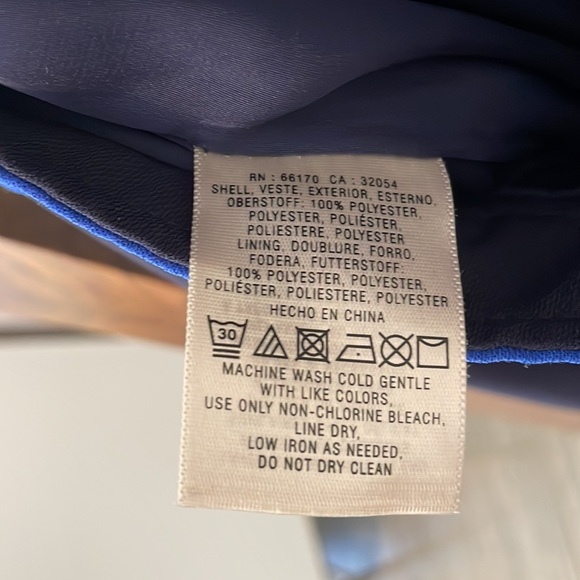 RN : 66170 CA : 32054
SHELL, VESTE, EXTERIOR, ESTERNO,
OBERSTOFF: 100% POLYESTER,
POLYESTER, POLIÉSTER,
POLIESTERE, POLYESTER
LINING, DOUBLURE, FORRO,
FODERA, FUTTERSTOFF:
100% POLYESTER, POLYESTER,
POLIÉSTER, POLIESTERE, POLYESTER
HECHO EN CHINA
30
MACHINE WASH COLD GENTLE
WITH LIKE COLORS,
USE ONLY NON-CHLORINE BLEACH,
LINE DRY,
LOW IRON AS NEEDED,
DO NOT DRY CLEAN